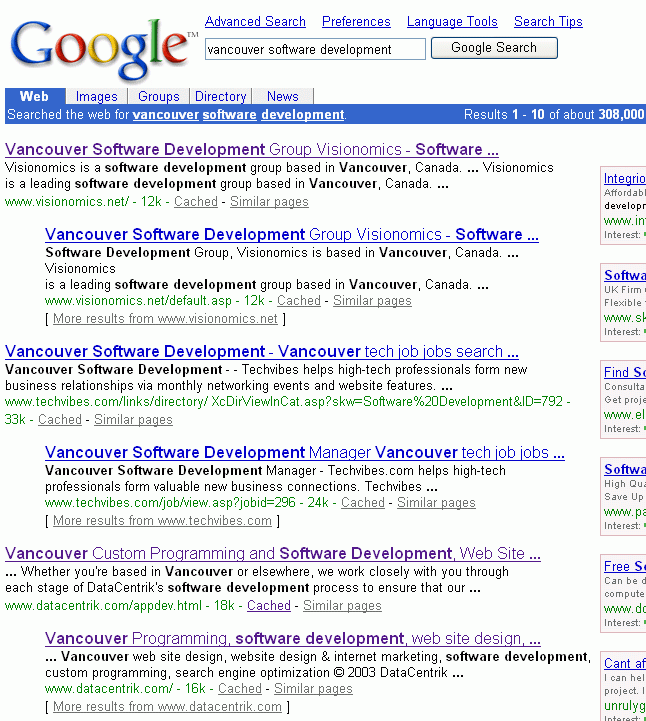 Google™
Advanced Search Preferences Language Tools Search Tips
vancouver software development Google Search
Web Images Groups Directory News
Searched the web for vancouver software development. Results 1 - 10 of about 308,000
Vancouver Software Development Group Visionomics - Software ...
Visionomics is a software development group based in Vancouver, Canada. ... Visionomics
is a leading software development group based in Vancouver, Canada. ...
www.visionomics.net/ - 12k - Cached - Similar pages
Vancouver Software Development Group Visionomics - Software ...
Software Development Group, Visionomics is based in Vancouver, Canada. ...
Visionomics
is a leading software development group based in Vancouver, Canada. ...
www.visionomics.net/default.asp - 12k - Cached - Similar pages
[ More results from www.visionomics.net ]
Vancouver Software Development - Vancouver tech job jobs search ...
Vancouver Software Development - - Techvibes helps high-tech professionals form new
business relationships via monthly networking events and website features. ...
www.techvibes.com/links/directory/ XcDirViewInCat.asp?skw=Software%20Development&ID=792 -
33k - Cached - Similar pages
Vancouver Software Development Manager Vancouver tech job jobs ...
Vancouver Software Development Manager - Techvibes.com helps high-tech
professionals form valuable new business connections. Techvibes ...
www.techvibes.com/job/view.asp?jobid=296 - 24k - Cached - Similar pages
[ More results from www.techvibes.com ]
Vancouver Custom Programming and Software Development, Web Site ...
... Whether you're based in Vancouver or elsewhere, we work closely with you through
each stage of DataCentrik's software development process to ensure that our ...
www.datacentrik.com/appdev.html - 18k - Cached - Similar pages
Vancouver Programming, software development, web site design, ...
... Vancouver web site design, website design & internet marketing, software development,
custom programming, search engine optimization © 2003 DataCentrik ...
www.datacentrik.com/ - 16k - Cached - Similar pages
[ More results from www.datacentrik.com ]
Integrio
Affordabl
developm
www.int
Interest:
Softwa
UK Firm
Flexible
www.sk
Interest:
Find So
Consulta
Get proje
www.el
Interest:
Softwa
High Qua
Save Up
www.pa
Interest:
Free So
Can be d
compute
www.do
Interest:
Cant af
I can hel
project. I
unrulyg
Interest: